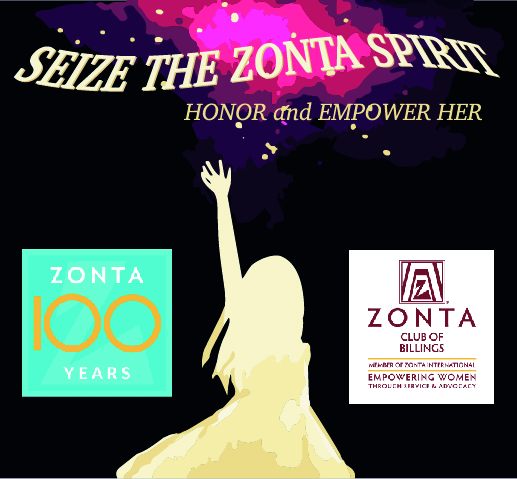 SEIZE THE ZONTA SPIRIT
HONOR and EMPOWER HER
ZONTA
100
YEARS
Z
ZONTA
CLUB OF
BILLINGS
MEMBER OF ZONTA INTERNATIONAL
EMPOWERING WOMEN
THROUGH SERVICE & ADVOCACY